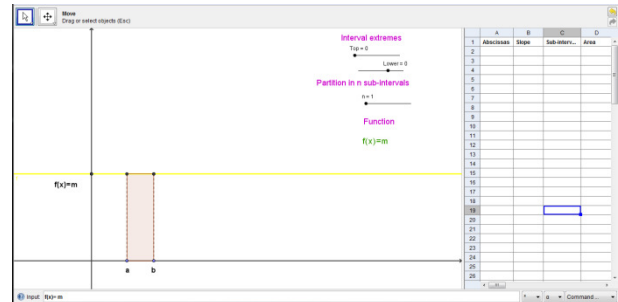 Move
Drag or select objects (Esc)
Interval extremes
Top = 0
Lower = 0
Partition in n sub-intervals
n = 1
Function
f(x)=m
f(x)=m
a b
A B C D
1 Abscissas Slope Sub-interv... Area
2
3
4
5
6
7
8
9
10
11
12
13
14
15
16
17
18
19
20
21
22
23
24
25
26
Input: f(x)= m
α Command...